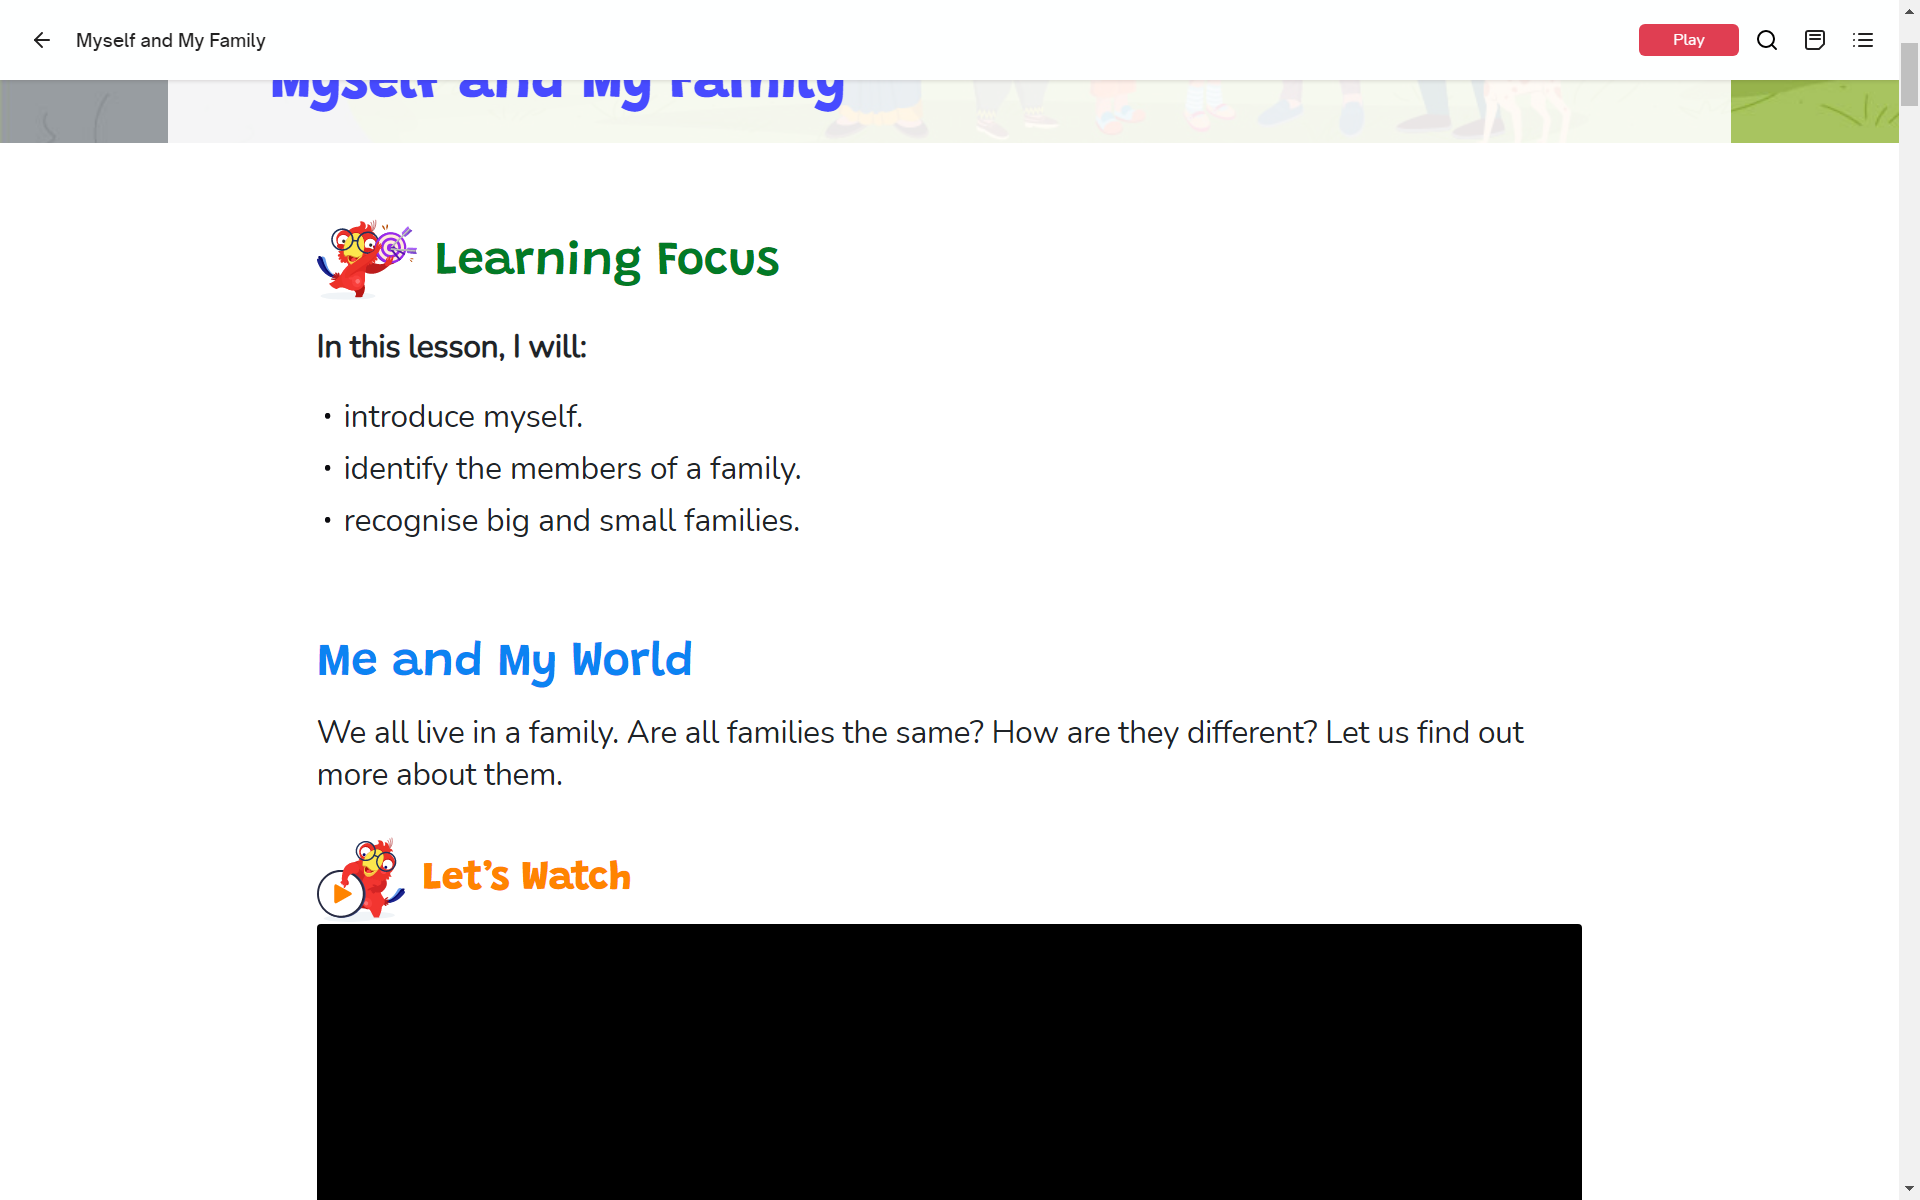 Myself and My Family
Play
Myself and My Family
Learning Focus
In this lesson, I will:
• introduce myself.
• identify the members of a family.
• recognise big and small families.
Me and My World
We all live in a family. Are all families the same? How are they different? Let us find out
more about them.
Let's Watch